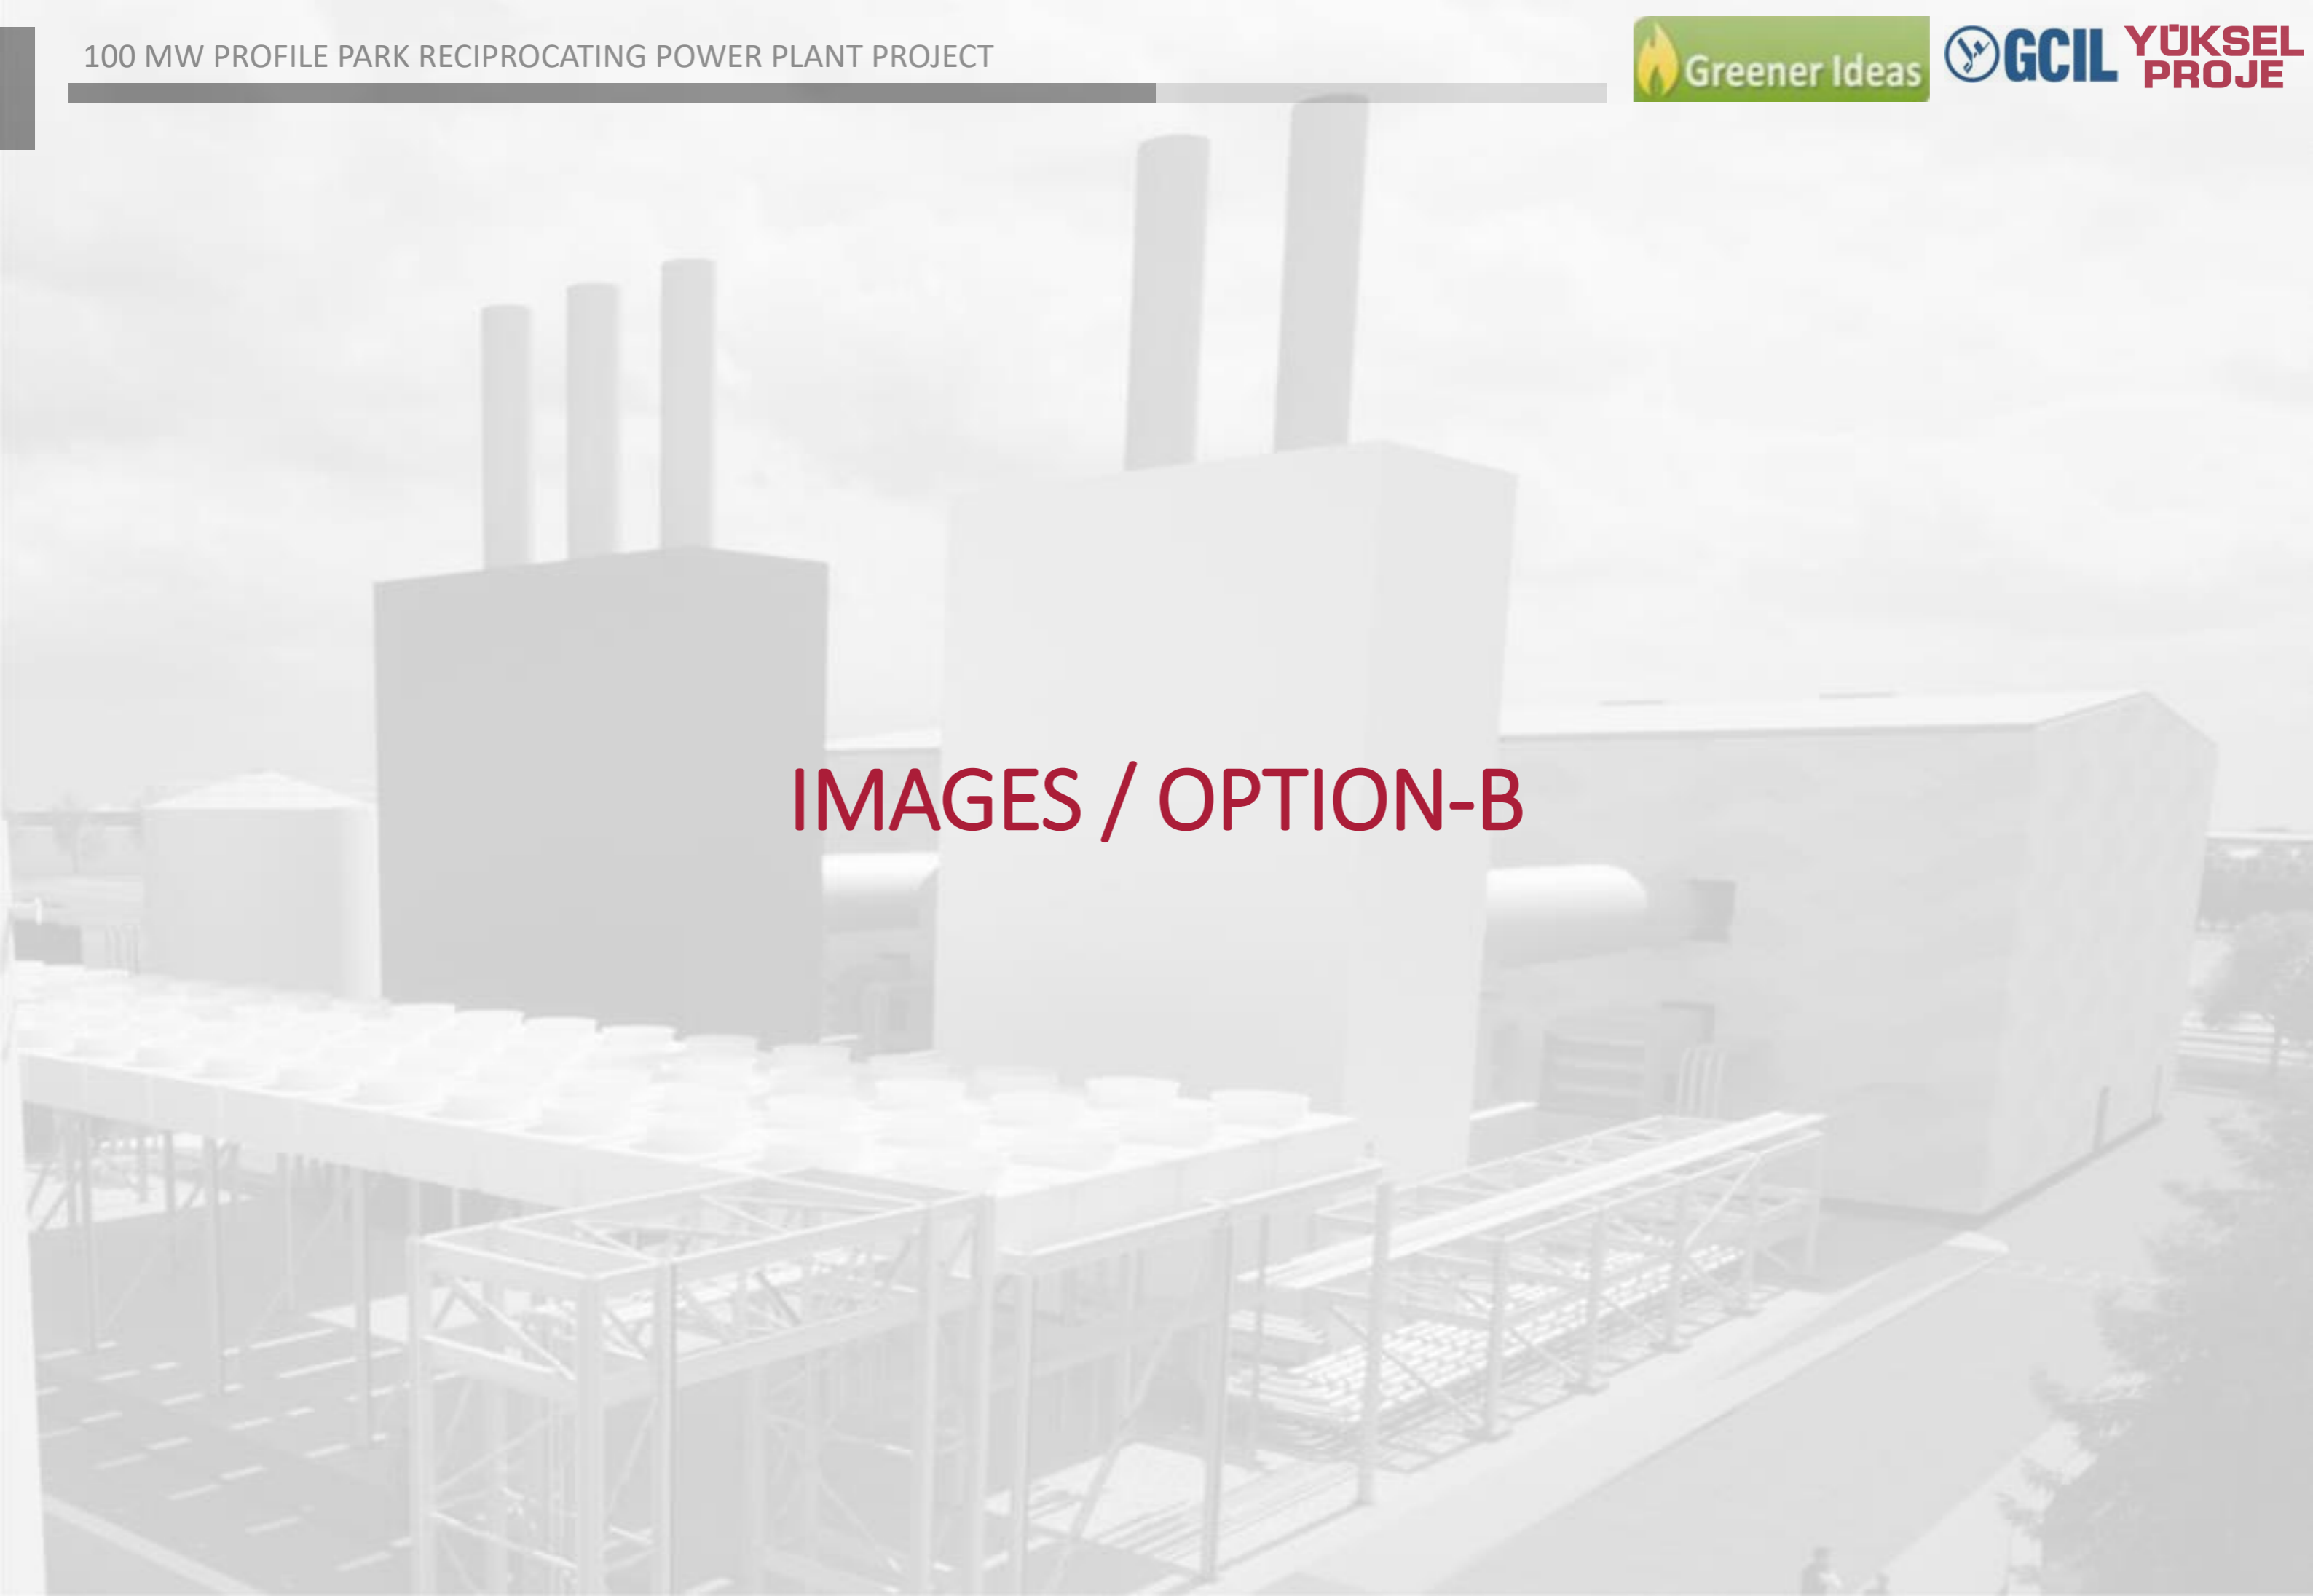 100 MW PROFILE PARK RECIPROCATING POWER PLANT PROJECT
Greener Ideas
GCIL
YÜKSEL
PROJE
IMAGES / OPTION-B